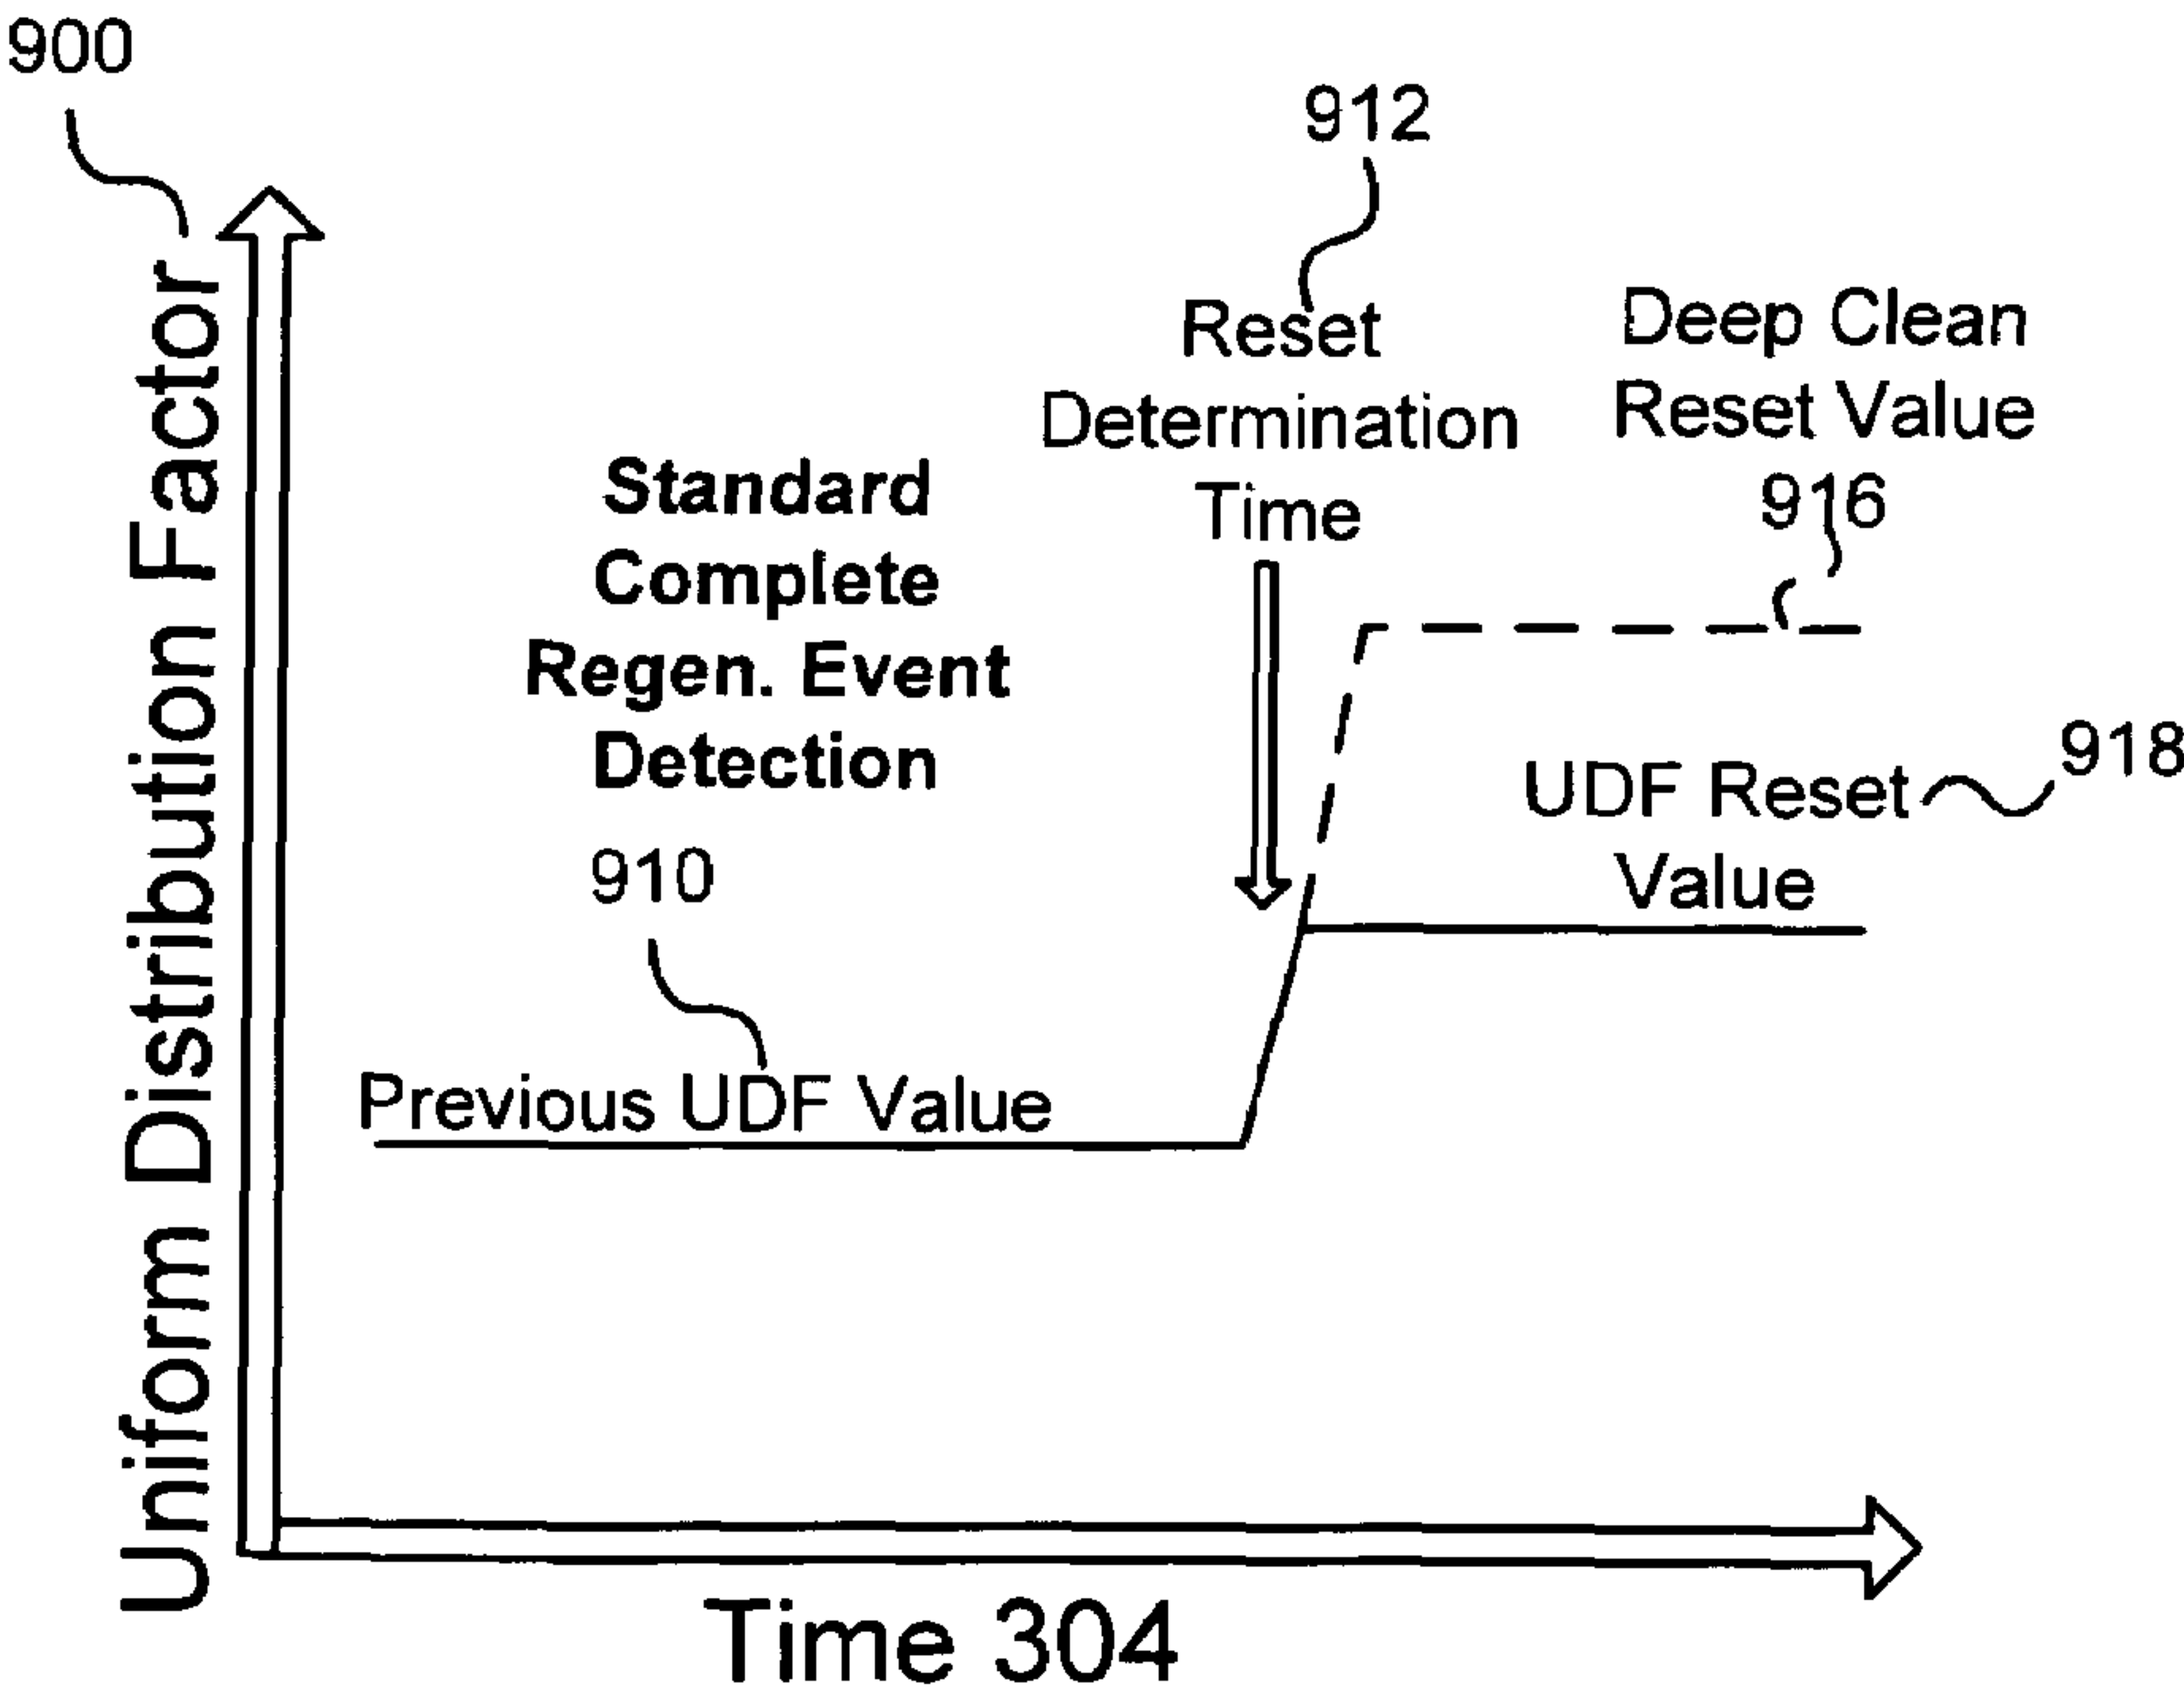 900
912
Reset
Determination
Time
Deep Clean
Reset Value
916
Standard
Complete
Regen. Event
Detection
910
UDF Reset
Value
918
Previous UDF Value
Uniform Distribution Factor
Time 304